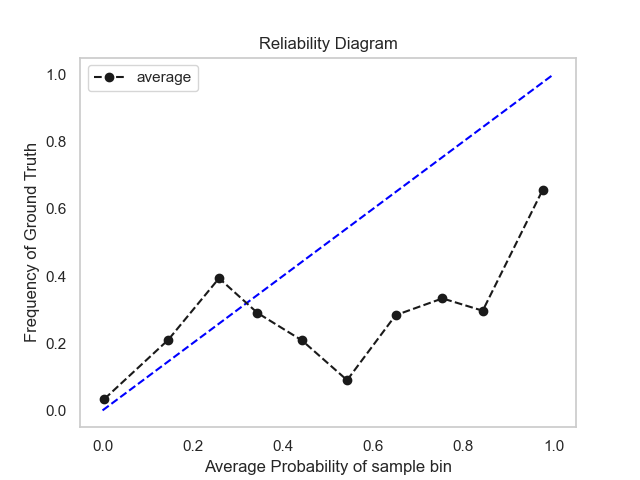 Reliability Diagram
average
Frequency of Ground Truth
1.0
0.8
0.6
0.4
0.2
0.0
0.0 0.2 0.4 0.6 0.8 1.0
Average Probability of sample bin